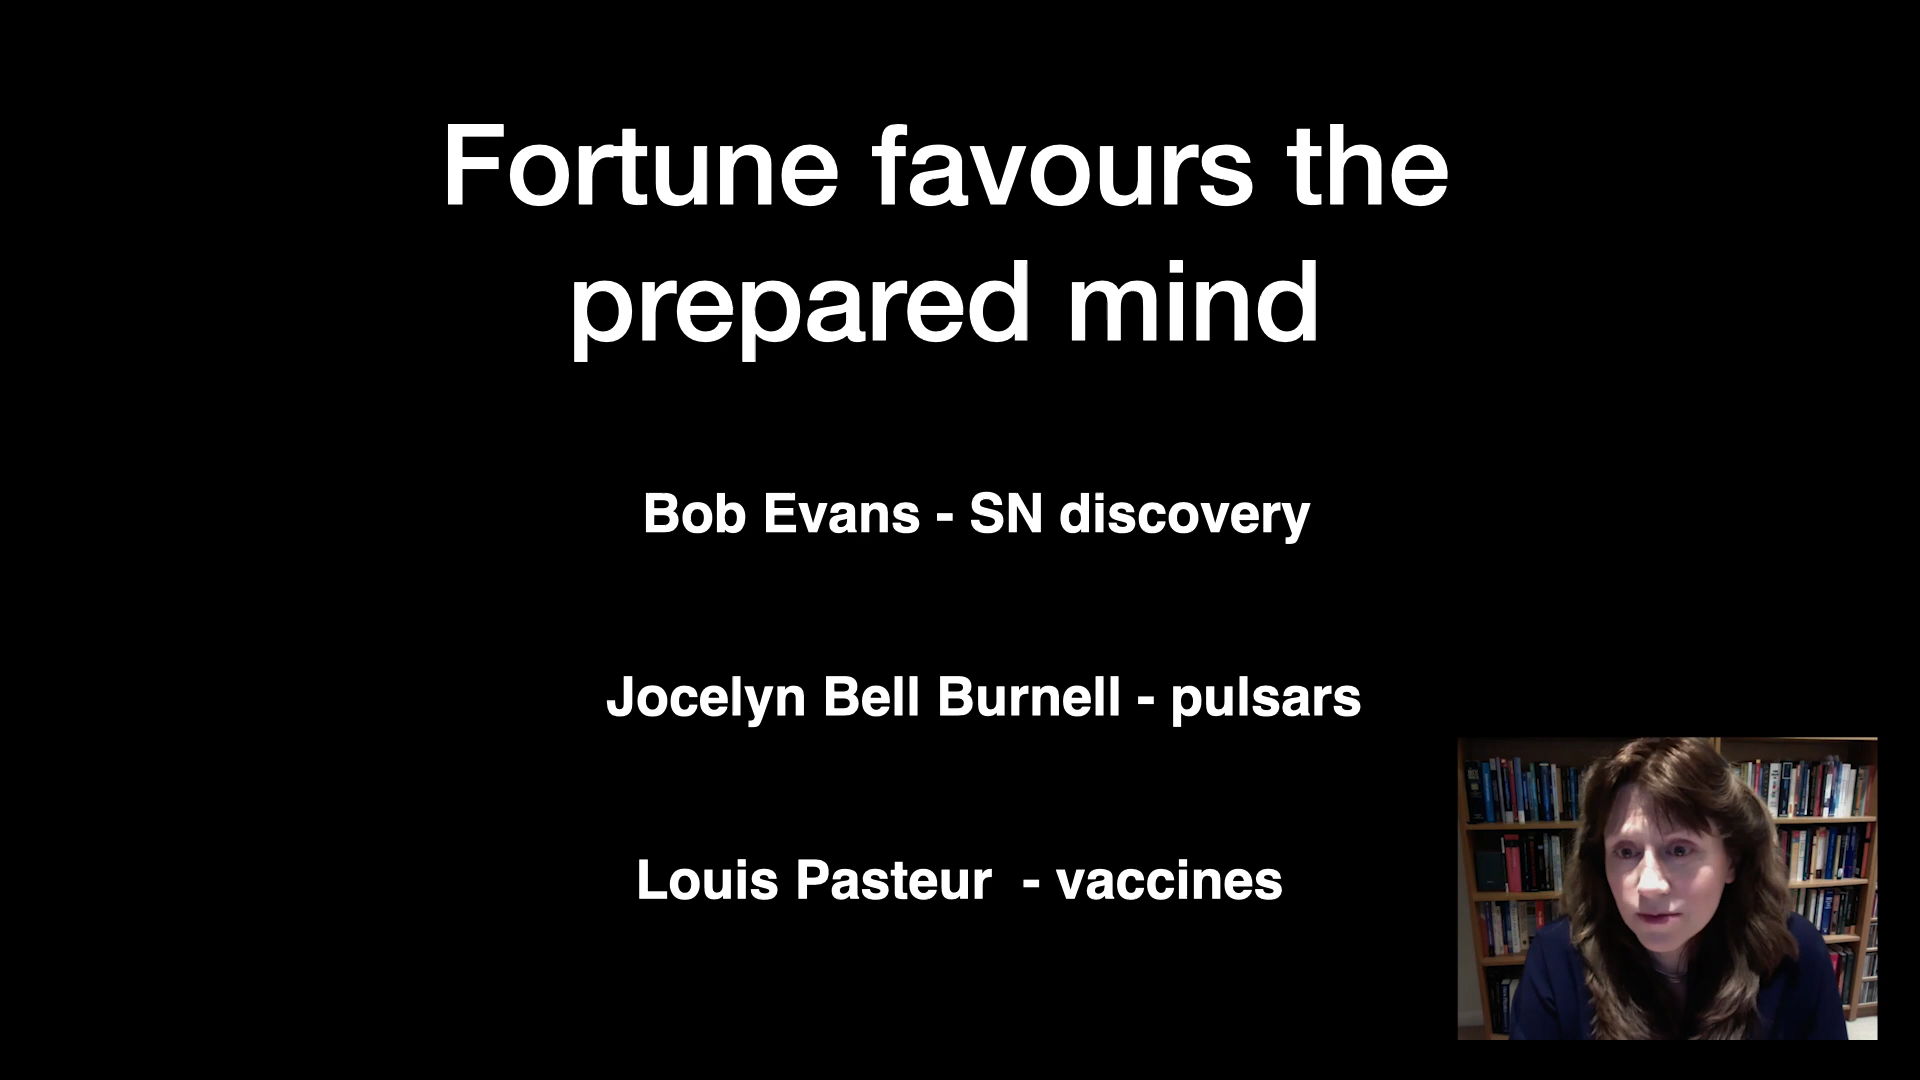 Fortune favours the
prepared mind
Bob Evans - SN discovery
Jocelyn Bell Burnell - pulsars
Louis Pasteur  - vaccines